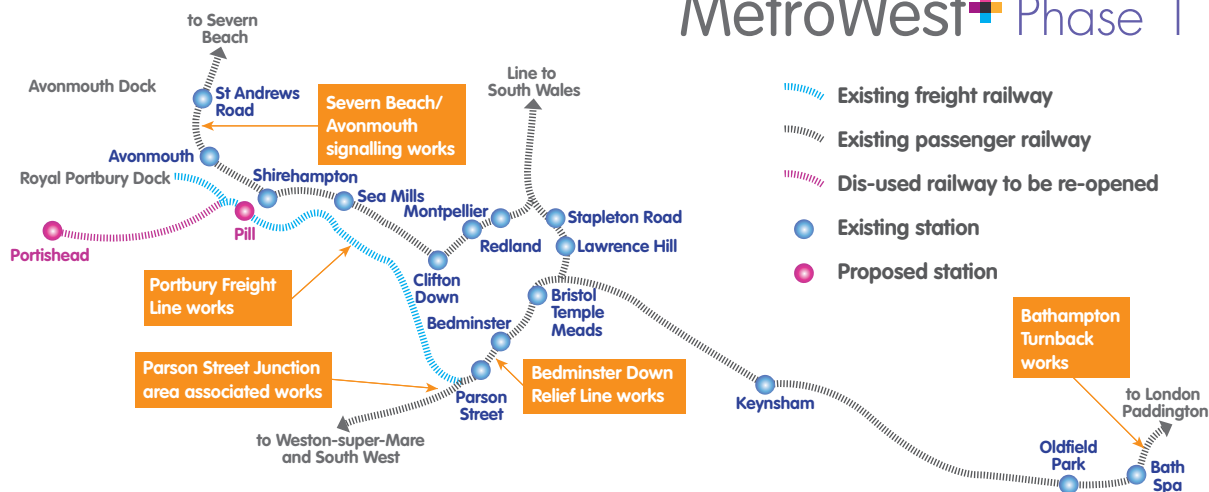 MetroWest Phase 1
to Severn
Beach
Avonmouth Dock
St Andrews
Road
Severn Beach/
Avonmouth
signalling works
Line to
South Wales
Existing freight railway
Existing passenger railway
Dis-used railway to be re-opened
Existing station
Proposed station
Avonmouth
Royal Portbury Dock
Shirehampton
Sea Mills
Montpellier
Redland
Stapleton Road
Lawrence Hill
Portishead
Pill
Clifton
Down
Portbury Freight
Line works
Bristol
Temple
Meads
Bedminster
Parson Street Junction
area associated works
Parson
Street
Bedminster Down
Relief Line works
to Weston-super-Mare
and South West
Keynsham
Bathampton
Turnback
works
to London
Paddington
Oldfield
Park
Bath
Spa